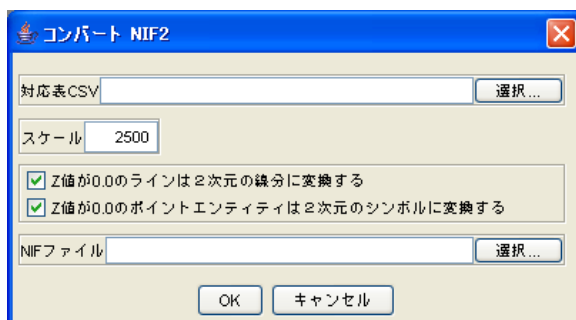 コンバート NIF2
対応表CSV 選択...
スケール 2500
Z値が0.0のラインは２次元の線分に変換する
Z値が0.0のポイントエンティティは２次元のシンボルに変換する
NIFファイル 選択...
OK キャンセル